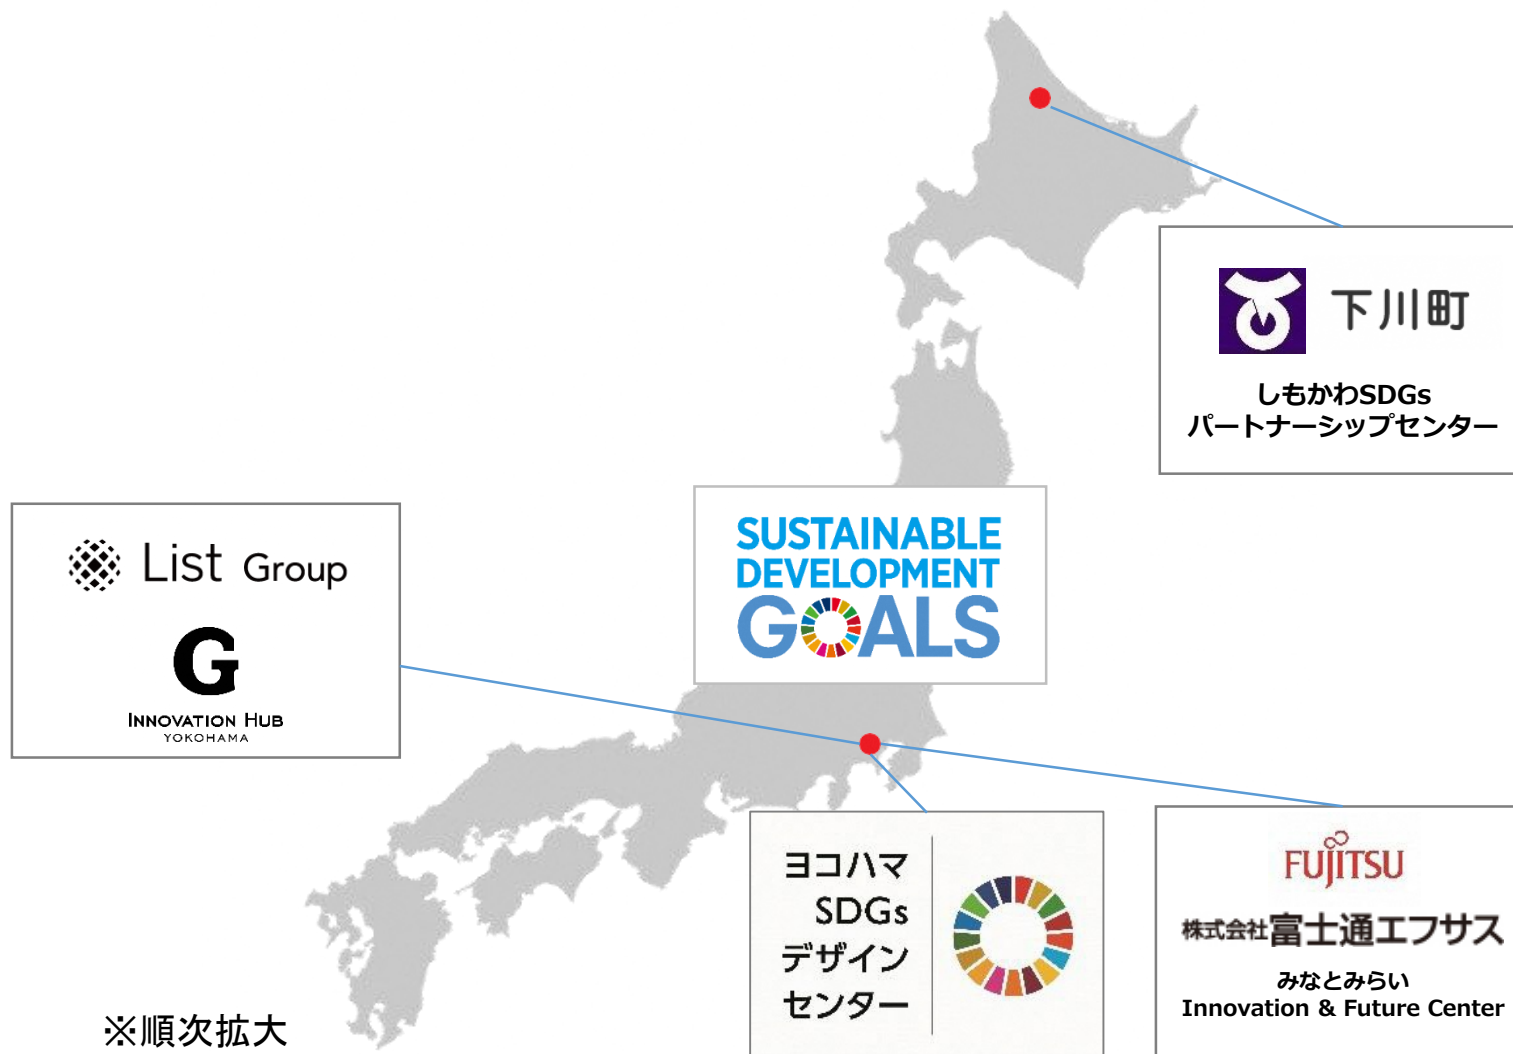 下川町
しもかわSDGs
パートナーシップセンター
List Group
G
INNOVATION HUB
YOKOHAMA
SUSTAINABLE
DEVELOPMENT
GOALS
ヨコハマ
SDGs
デザイン
センター
FUJITSU
株式会社富士通エフサス
みなとみらい
Innovation & Future Center
※順次拡大